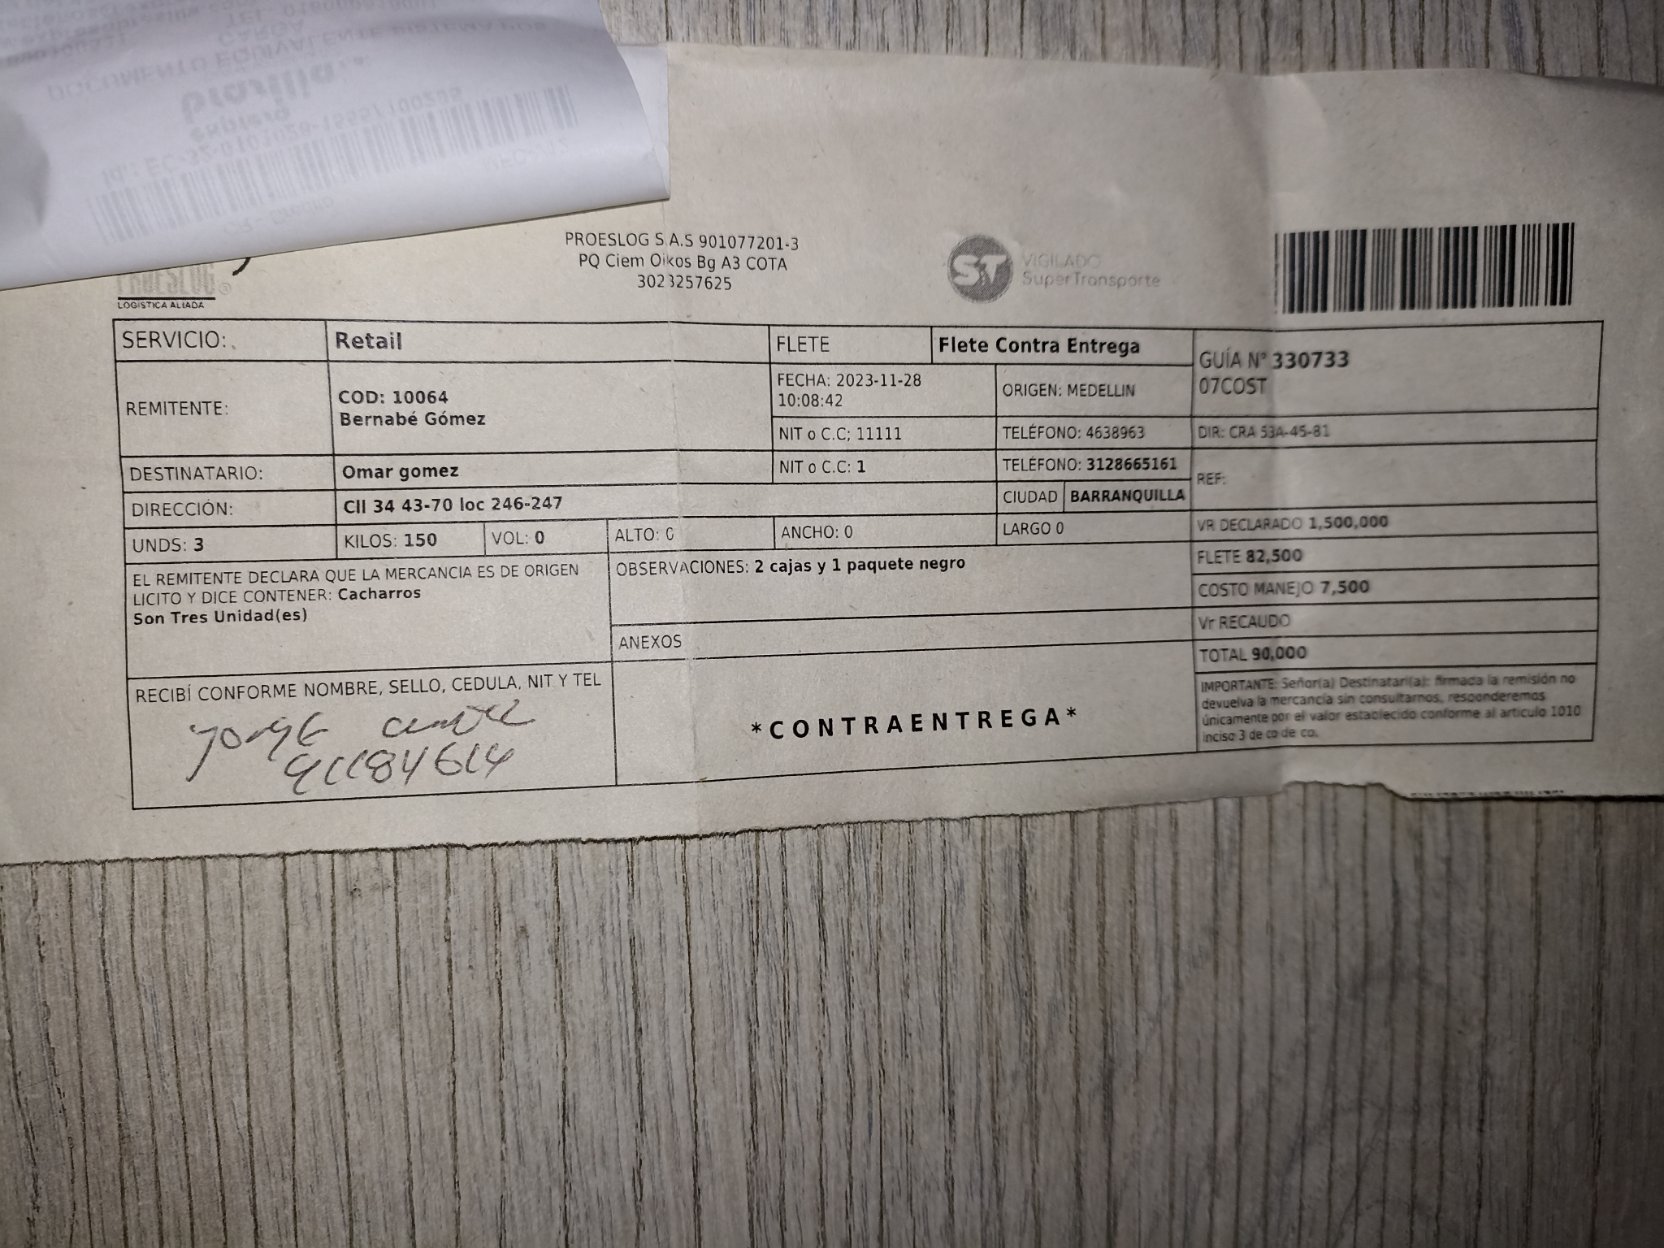 brasilia
expreso
PROESLOG
LOGISTICA ALIADA
PROESLOG S.A.S 901077201-3
PQ Ciem Oikos Bg A3 COTA
3023257625
ST VIGILADO
SuperTransporte
SERVICIO: Retail FLETE Flete Contra Entrega GUÍA N° 330733
07COST
REMITENTE: COD: 10064
Bernabé Gómez
FECHA: 2023-11-28
10:08:42
ORIGEN: MEDELLIN
NIT o C.C; 11111 TELÉFONO: 4638963 DIR: CRA 53A-45-81
DESTINATARIO: Omar gomez NIT o C.C: 1 TELÉFONO: 3128665161 REF:
DIRECCIÓN: Cll 34 43-70 loc 246-247 CIUDAD BARRANQUILLA
UNDS: 3 KILOS: 150 VOL: 0 ALTO: 0 ANCHO: 0 LARGO 0 VR DECLARADO 1,500,000
EL REMITENTE DECLARA QUE LA MERCANCIA ES DE ORIGEN
LICITO Y DICE CONTENER: Cacharros
Son Tres Unidad(es)
OBSERVACIONES: 2 cajas y 1 paquete negro
FLETE 82,500
COSTO MANEJO 7,500
Vr RECAUDO
ANEXOS
TOTAL 90,000
RECIBÍ CONFORME NOMBRE, SELLO, CEDULA, NIT Y TEL
*CONTRAENTREGA*
IMPORTANTE: Señor(a) Destinatari(a): firmada la remisión no
devuelva la mercancía sin consultarnos, responderemos
únicamente por el valor establecido conforme al articulo 1010
inciso 3 de co de co.